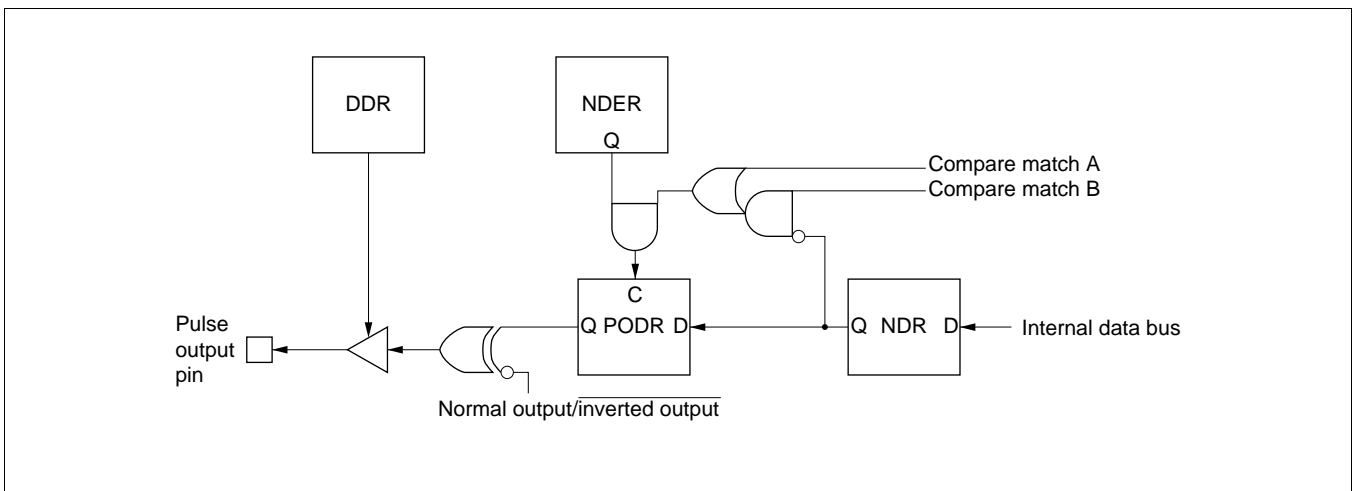 DDR
NDER
Q
Compare match A
Compare match B
C
Q PODR D
Q NDR D
Internal data bus
Pulse
output
pin
Normal output/inverted output